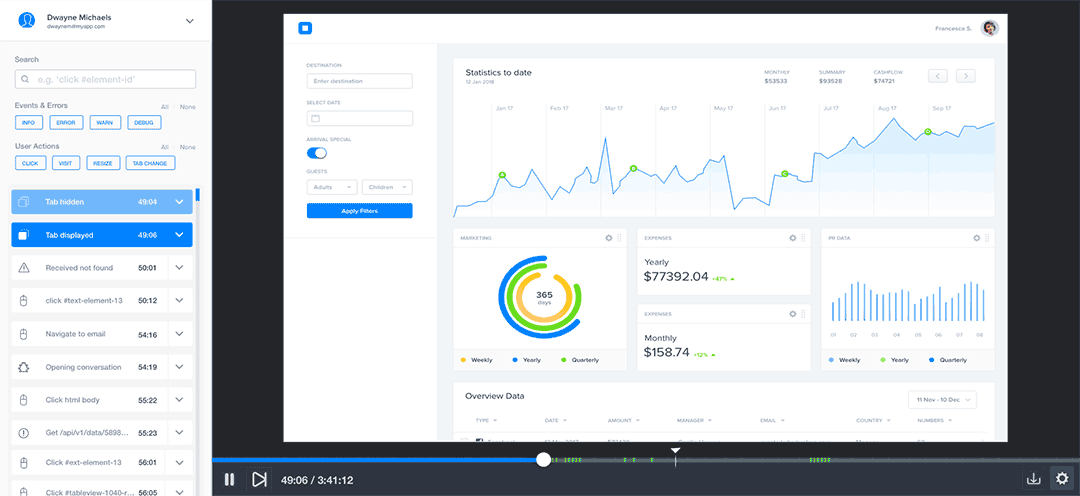 Dwayne Michaels
dwaynem@myapp.com
Search
e.g. 'click #element-id'
Events & Errors All None
INFO ERROR WARN DEBUG
User Actions All None
CLICK VISIT RESIZE TAB CHANGE
Tab hidden 49:04
Tab displayed 49:06
Received not found 50:01
click #text-element-13 50:12
Navigate to email 54:16
Opening conversation 54:19
Click html body 55:22
Get /api/v1/data/5898... 55:23
Click #ext-element-13 56:01
Click #tableview-1040-r... 56:05
Francesca S.
DESTINATION
Enter destination
SELECT DATE
ARRIVAL SPECIAL
GUESTS
Adults Children
Apply Filters
Statistics to date
12 Jan 2018
MONTHLY SUMMARY CASHFLOW
$53533 $93528 $74721
Jan 17 Feb 17 Mar 17 Apr 17 May 17 Jun 17 Jul 17 Aug 17 Sep 17
MARKETING
365
days
Weekly Yearly Quarterly
EXPENSES
Yearly
$77392.04 +47%
EXPENSES
Monthly
$158.74 +12%
PR DATA
01 02 03 04 05 06 07 08
Weekly Yearly Quarterly
Overview Data
11 Nov - 10 Dec
TYPE DATE AMOUNT MANAGER EMAIL COUNTRY NUMBERS
49:06 / 3:41:12